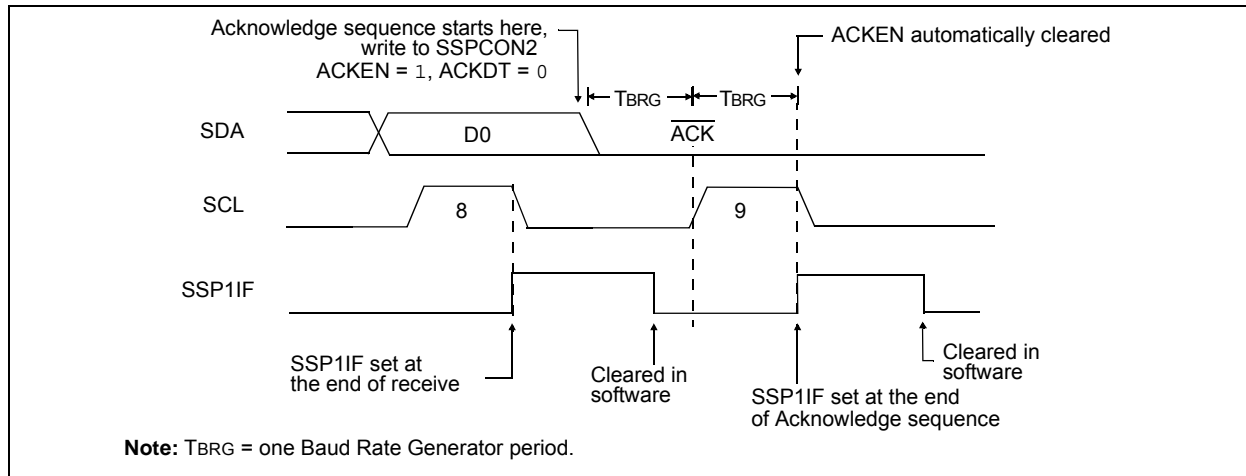 Acknowledge sequence starts here,
write to SSPCON2
ACKEN = 1, ACKDT = 0
ACKEN automatically cleared
TBRG
TBRG
SDA
D0
ACK
SCL
8
9
SSP1IF
SSP1IF set at
the end of receive
Cleared in
software
SSP1IF set at the end
of Acknowledge sequence
Cleared in
software
Note: TBRG = one Baud Rate Generator period.